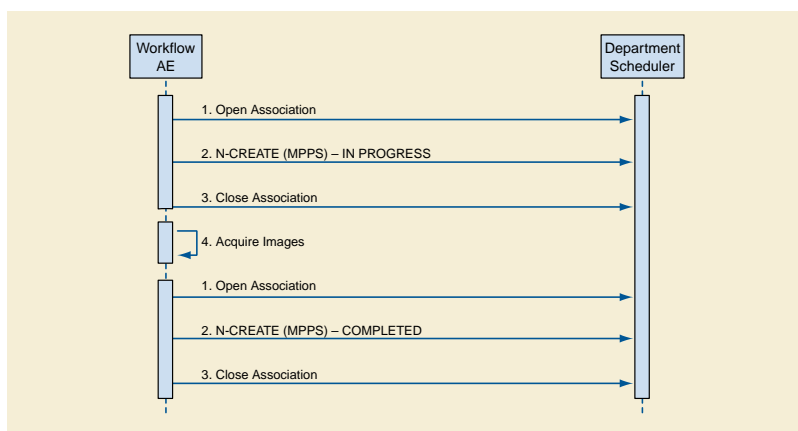 Workflow
AE
Department
Scheduler
1. Open Association
2. N-CREATE (MPPS) – IN PROGRESS
3. Close Association
4. Acquire Images
1. Open Association
2. N-CREATE (MPPS) – COMPLETED
3. Close Association